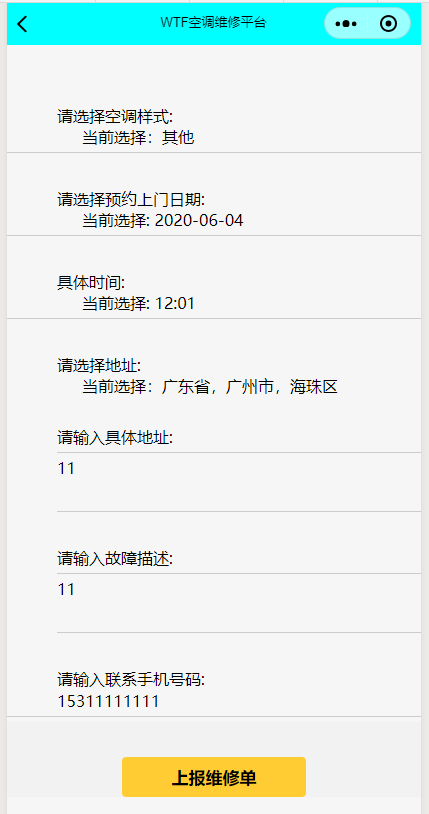 WTF空调维修平台
请选择空调样式:
当前选择：其他
请选择预约上门日期:
当前选择: 2020-06-04
具体时间:
当前选择: 12:01
请选择地址:
当前选择：广东省，广州市，海珠区
请输入具体地址:
11
请输入故障描述:
11
请输入联系手机号码:
15311111111
上报维修单